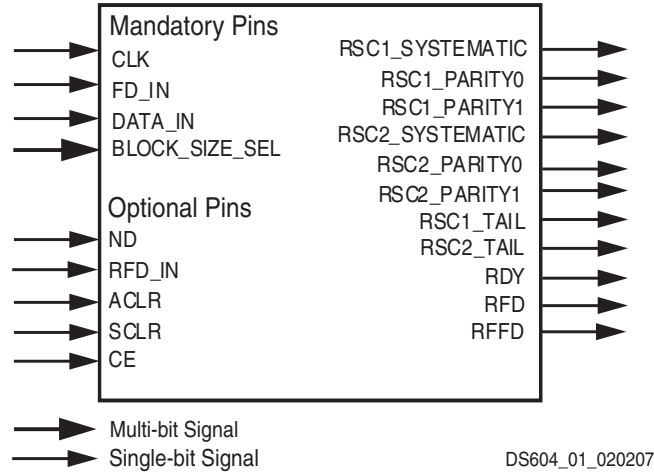 Mandatory Pins
CLK
FD_IN
DATA_IN
BLOCK_SIZE_SEL
Optional Pins
ND
RFD_IN
ACLR
SCLR
CE
RSC1_SYSTEMATIC
RSC1_PARITY0
RSC1_PARITY1
RSC2_SYSTEMATIC
RSC2_PARITY0
RSC2_PARITY1
RSC1_TAIL
RSC2_TAIL
RDY
RFD
RFFD
Multi-bit Signal
Single-bit Signal
DS604_01_020207